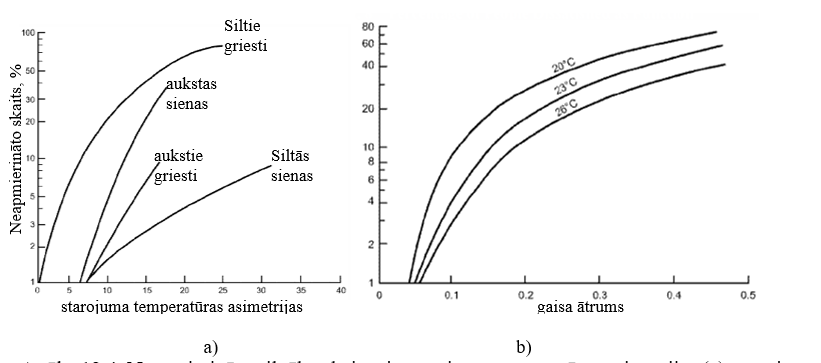 Siltie
griesti
aukstas
sienas
aukstie
griesti
Siltās
sienas
Neapmierināto skaits, %
100
50
30
20
10
5
3
2
1
0 5 10 15 20 25 30 35 40
starojuma temperatūras asimetrijas
a)
b)
80
60
40
20
10
8
6
4
2
1
20°C
23°C
26°C
0 0.1 0.2 0.3 0.4 0.5
gaisa ātrums